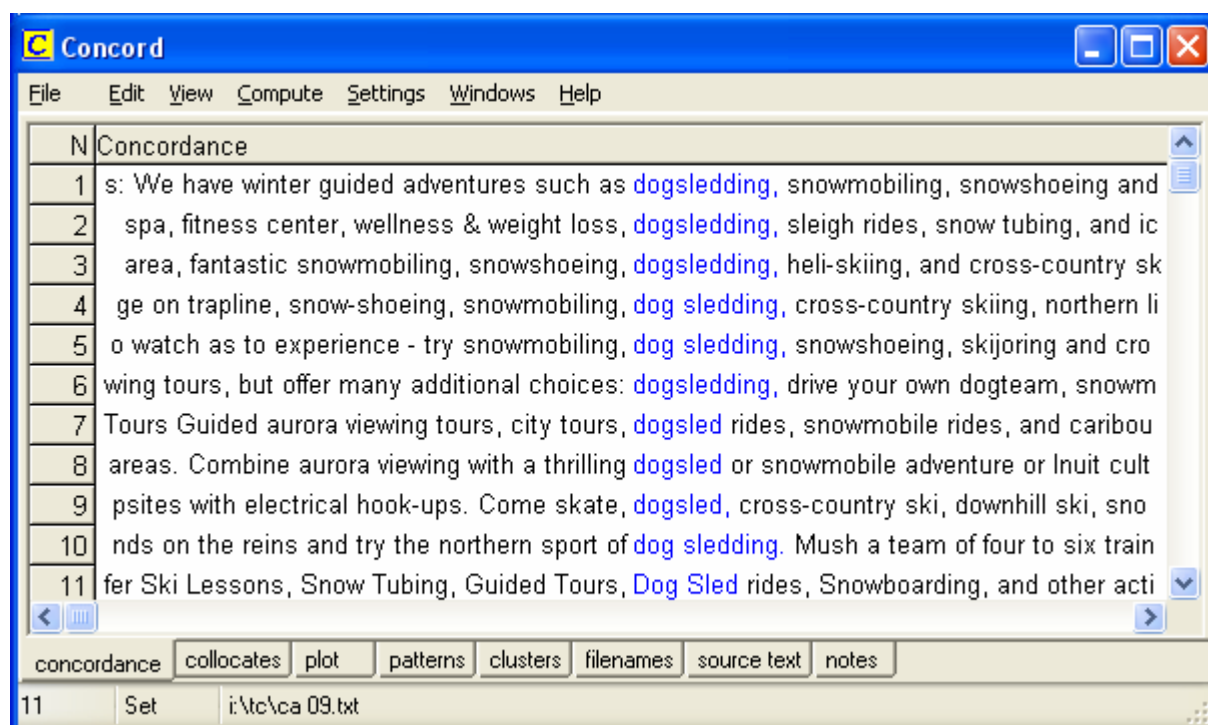 C Concord
File Edit View Compute Settings Windows Help
N Concordance
1 s: We have winter guided adventures such as dogsledding, snowmobiling, snowshoeing and
2 spa, fitness center, wellness & weight loss, dogsledding, sleigh rides, snow tubing, and ic
3 area, fantastic snowmobiling, snowshoeing, dogsledding, heli-skiing, and cross-country sk
4 ge on trapline, snow-shoeing, snowmobiling, dog sledding, cross-country skiing, northern li
5 o watch as to experience - try snowmobiling, dog sledding, snowshoeing, skijoring and cro
6 wing tours, but offer many additional choices: dogsledding, drive your own dogteam, snowm
7 Tours Guided aurora viewing tours, city tours, dogsled rides, snowmobile rides, and caribou
8 areas. Combine aurora viewing with a thrilling dogsled or snowmobile adventure or Inuit cult
9 psites with electrical hook-ups. Come skate, dogsled, cross-country ski, downhill ski, sno
10 nds on the reins and try the northern sport of dog sledding. Mush a team of four to six train
11 fer Ski Lessons, Snow Tubing, Guided Tours, Dog Sled rides, Snowboarding, and other acti
concordance collocates plot patterns clusters filenames source text notes
11 Set i:\tc\ca 09.txt